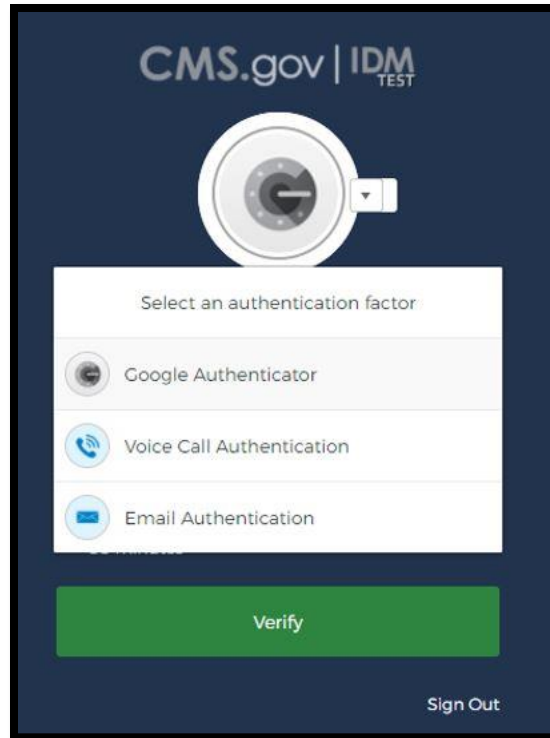 CMS.gov | IDM
TEST
Select an authentication factor
Google Authenticator
Voice Call Authentication
Email Authentication
Verify
Sign Out